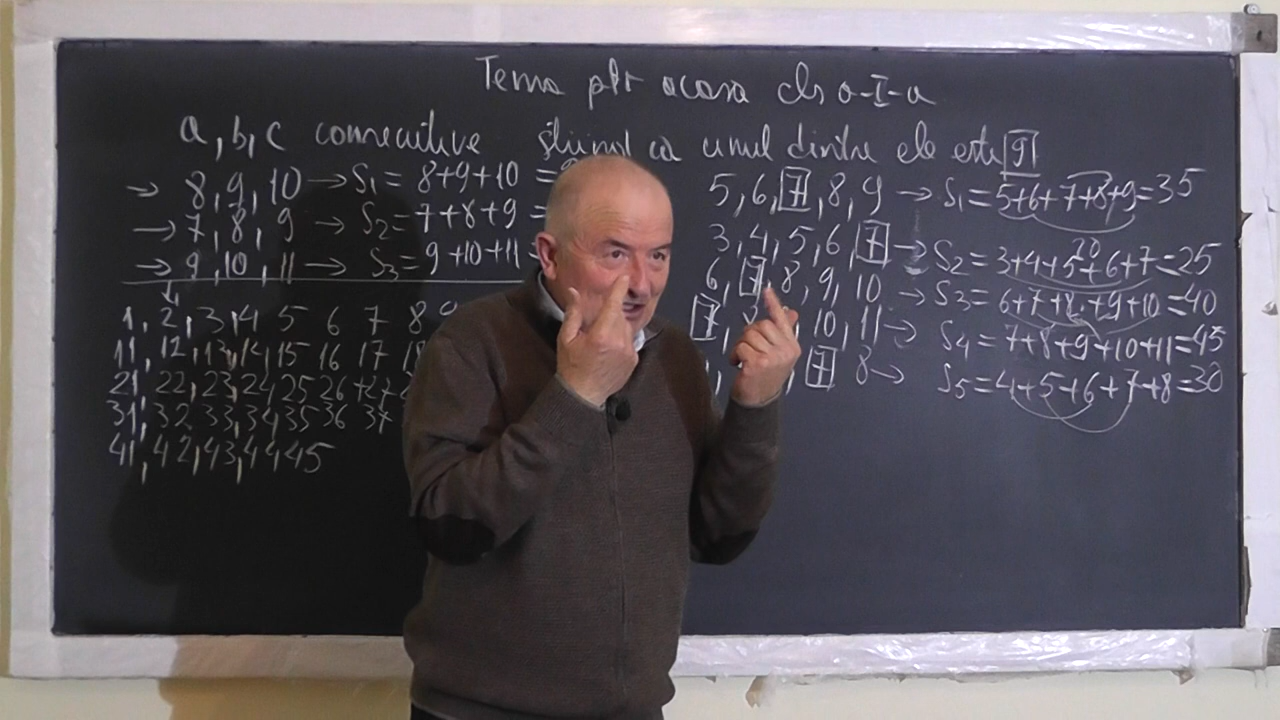 Tema ptr acasa cls a-I-a
a, b, c consecutive știind ca unul dintre ele este 9
→ 8, 9, 10 → S₁ = 8+9+10 =
→ 7, 8, 9 → S₂ = 7+8+9 =
→ 9, 10, 11 → S₃ = 9+10+11 =
1, 2, 3, 4 5 6 7 8 9
11, 12, 13, 14, 15 16 17 18
21, 22, 23, 24 25 26 27 2
31, 32 33, 34 35 36 37
41, 42, 43, 44 45
5, 6, 7, 8, 9 → S₁ = 5+6+7+8+9 = 35
3, 4, 5, 6, 7 → S₂ = 3+4+5+6+7 = 25
20
6, 7, 8, 9, 10 → S₃ = 6+7+8+9+10 = 40
7, 10, 11 → S₄ = 7+8+9+10+11 = 45
, 7 8 → S₅ = 4+5+6+7+8 = 30